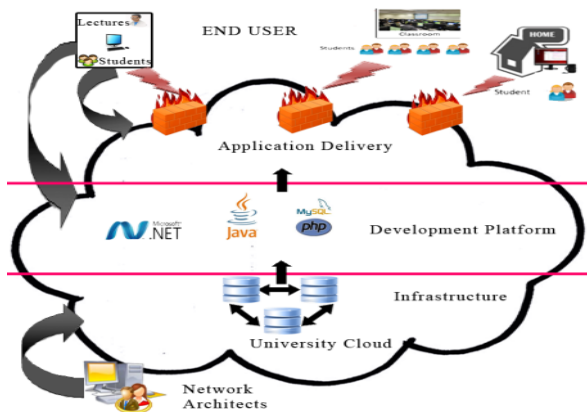 Lectures
Students
END USER
Classroom
Students
HOME
Student
Application Delivery
Microsoft
.NET
Java
MySQL
php
Development Platform
Infrastructure
University Cloud
Network
Architects